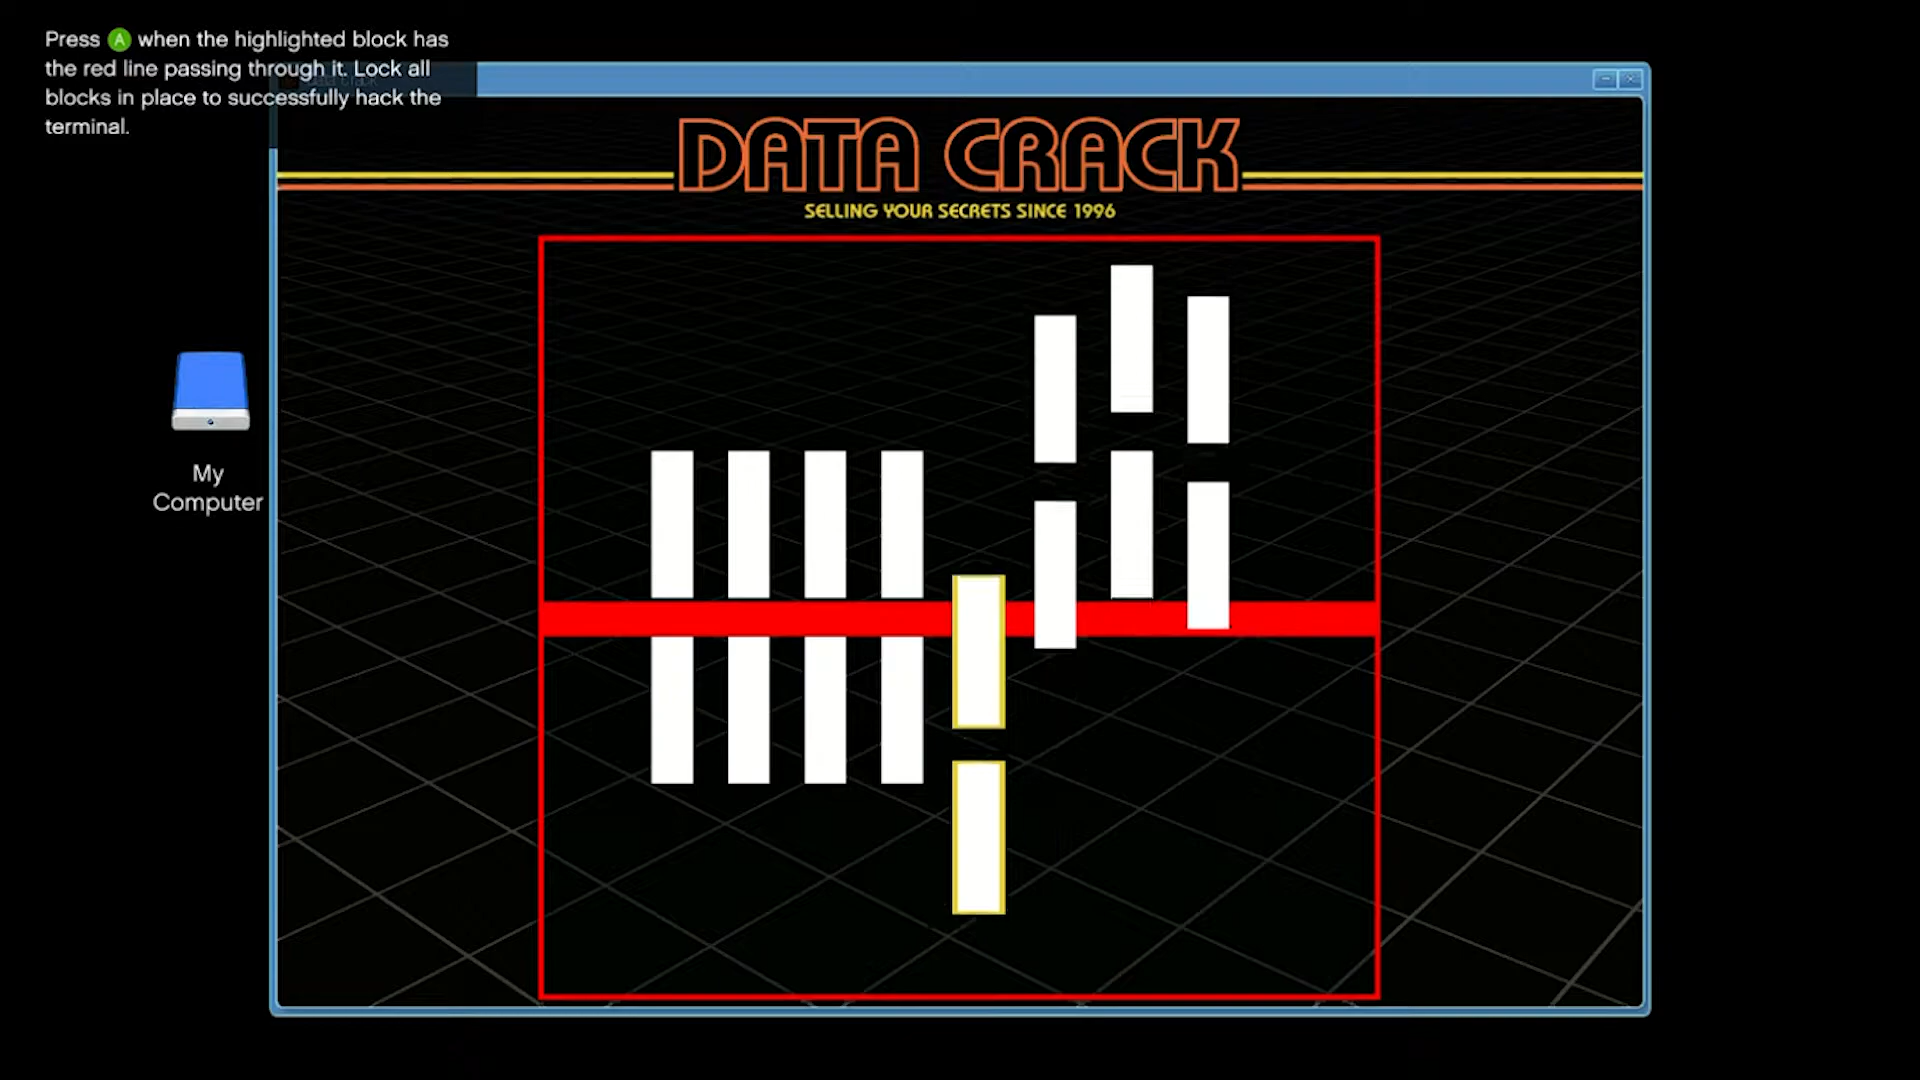 Press A when the highlighted block has
the red line passing through it. Lock all
blocks in place to successfully hack the
terminal.
DATA CRACK
SELLING YOUR SECRETS SINCE 1996
My
Computer